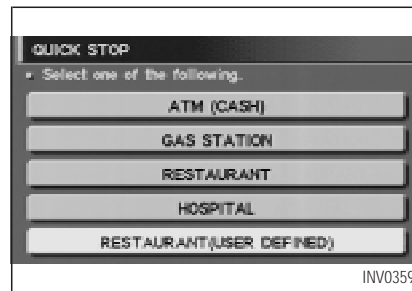 QUICK STOP
Select one of the following.
ATM (CASH)
GAS STATION
RESTAURANT
HOSPITAL
RESTAURANT(USER DEFINED)
INV0359